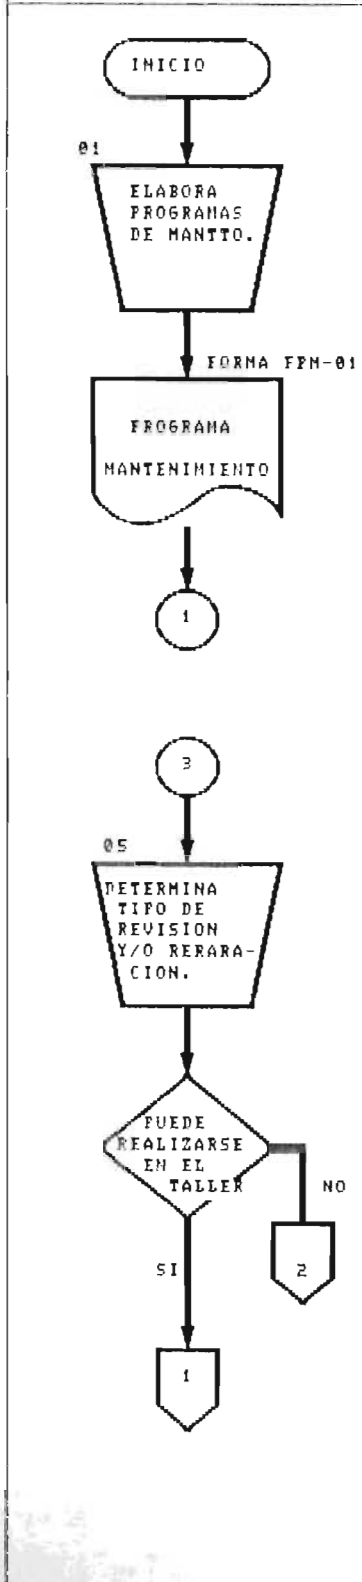 INICIO
01
ELABORA
PROGRAMAS
DE MANTTO.
FORMA FPM-01
PROGRAMA
MANTENIMIENTO
1
3
05
DETERMINA
TIPO DE
REVISION
Y/O RERARA-
CION.
PUEDE
REALIZARSE
EN EL
TALLER
NO
2
SI
1